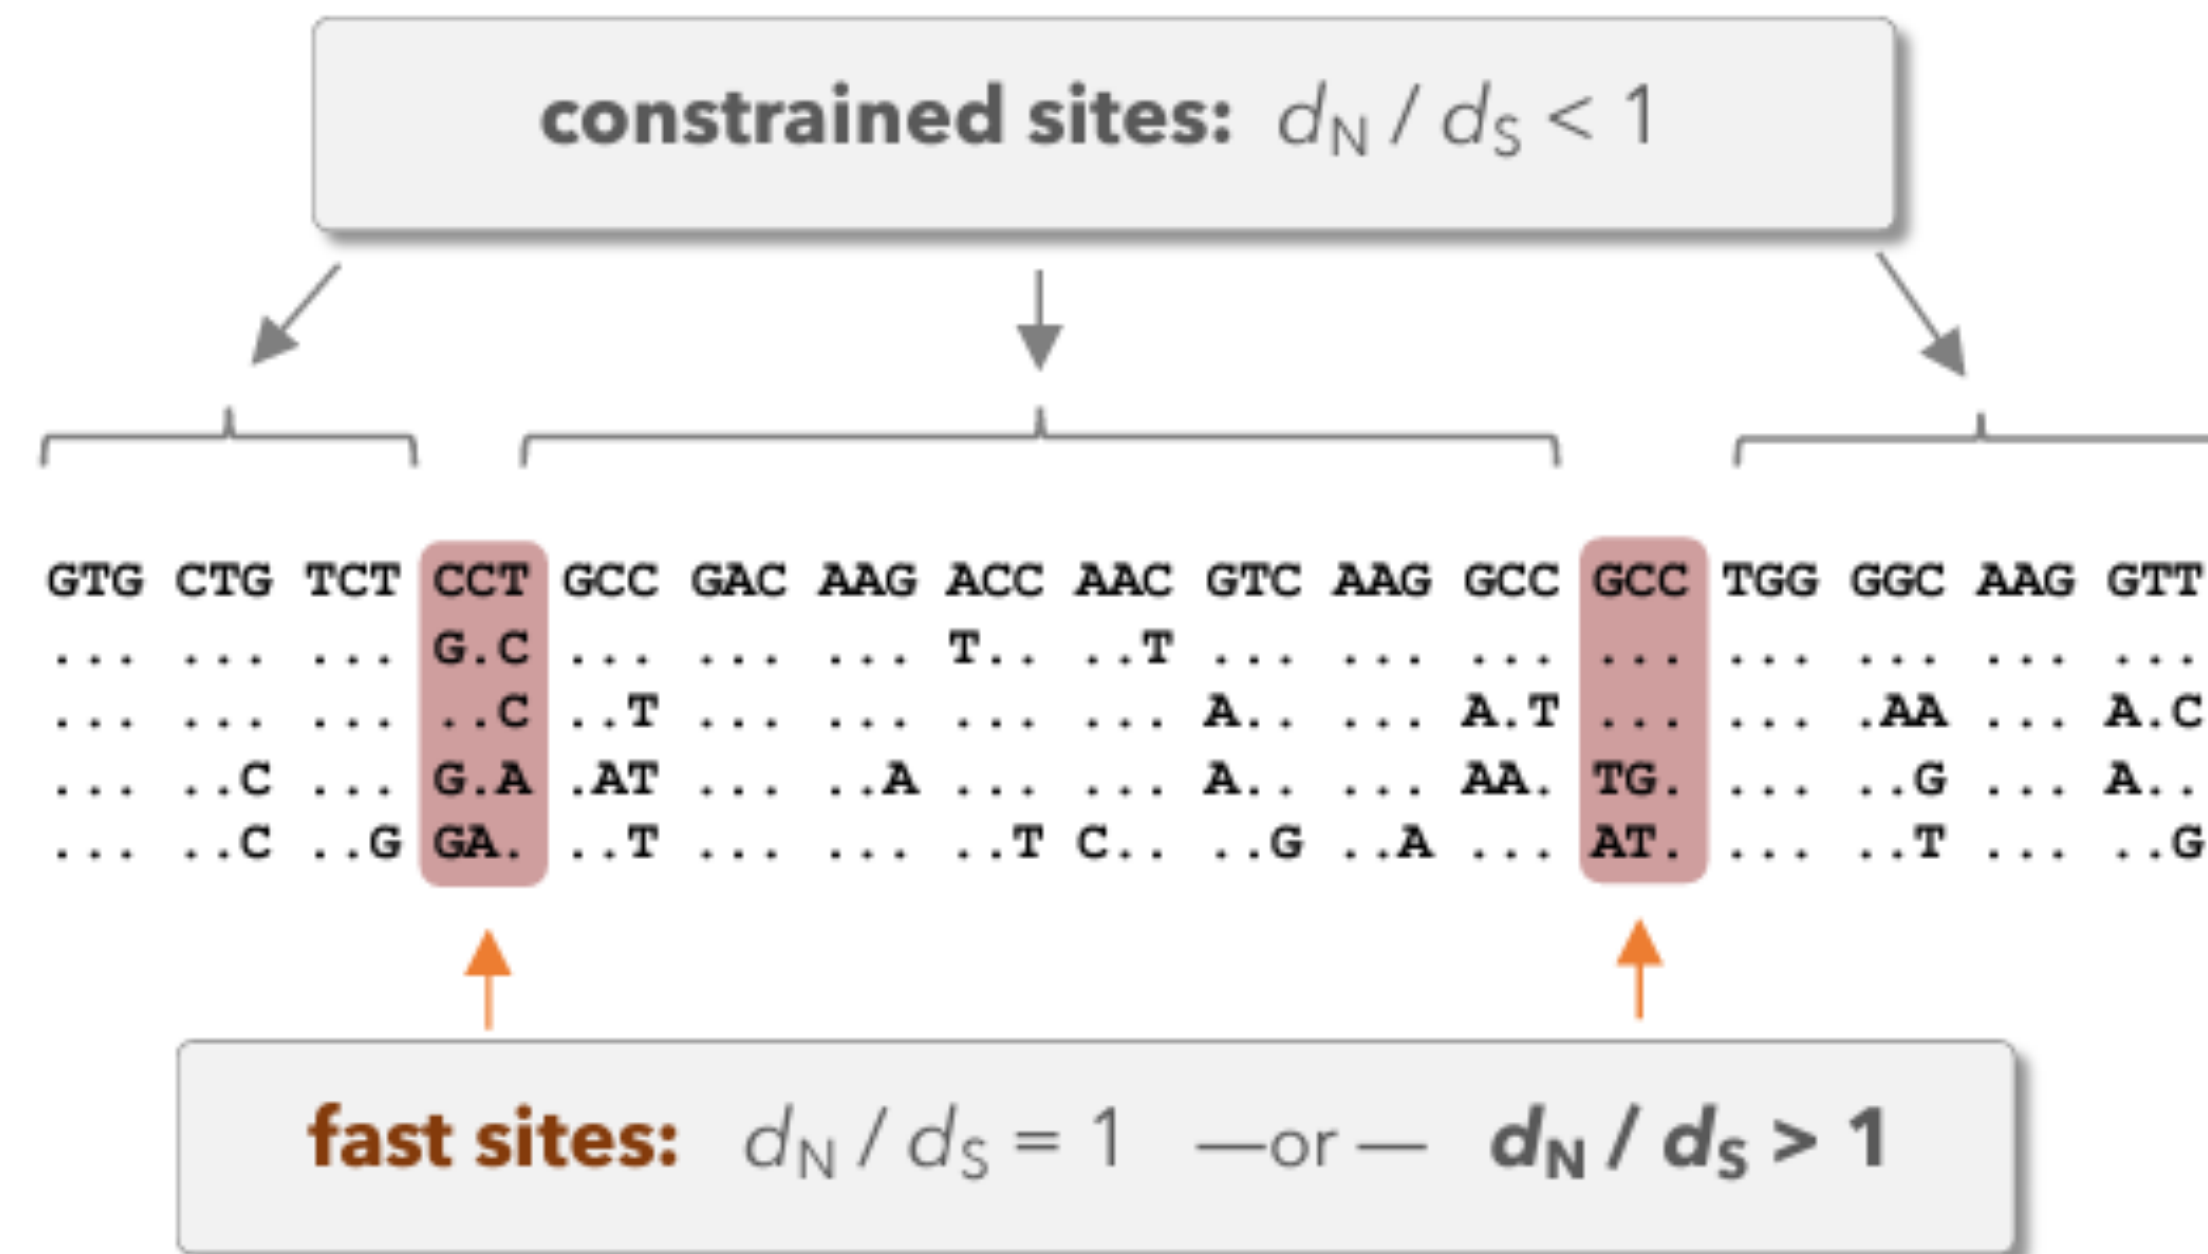 constrained sites: dN / dS < 1
GTG CTG TCT CCT GCC GAC AAG ACC AAC GTC AAG GCC GCC TGG GGC AAG GTT
... ... ... G.C ... ... ... T.. ..T ... ... ... ... ... ... ... ...
... ... ... ..C ..T ... ... ... ... A.. ... A.T ... ... .AA ... A.C
... ..C ... G.A .AT ... ..A ... ... A.. ... AA. TG. ... ..G ... A..
... ..C ..G GA. ..T ... ... ..T C.. ..G ..A ... AT. ... ..T ... ..G
fast sites: dN / dS = 1 —or— dN / dS > 1